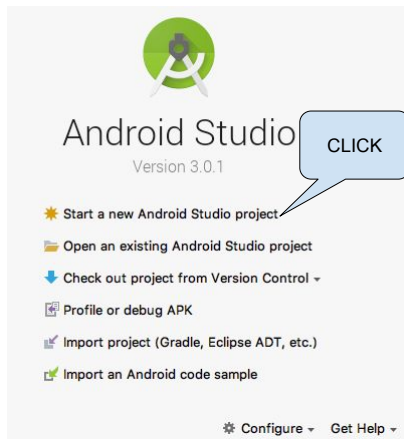 Android Studio
CLICK
Version 3.0.1
Start a new Android Studio project
Open an existing Android Studio project
Check out project from Version Control
Profile or debug APK
Import project (Gradle, Eclipse ADT, etc.)
Import an Android code sample
Configure Get Help